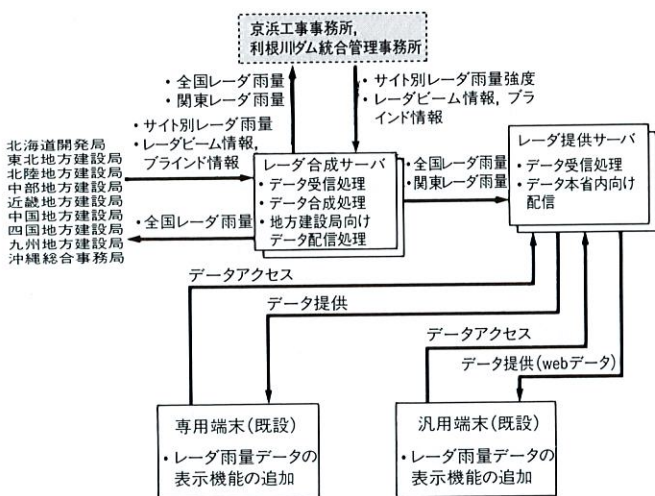 京浜工事事務所,
利根川ダム統合管理事務所
・全国レーダ雨量
・関東レーダ雨量
・サイト別レーダ雨量強度
・レーダビーム情報, ブラ
インド情報
・サイト別レーダ雨量
・レーダビーム情報,
ブラインド情報
北海道開発局
東北地方建設局
北陸地方建設局
中部地方建設局
近畿地方建設局
中国地方建設局
四国地方建設局
九州地方建設局
沖縄総合事務局
・全国レーダ雨量
レーダ合成サーバ
・データ受信処理
・データ合成処理
・地方建設局向け
データ配信処理
・全国レーダ雨量
・関東レーダ雨量
レーダ提供サーバ
・データ受信処理
・データ本省内向け
配信
データアクセス
データ提供
データアクセス
データ提供(webデータ)
専用端末(既設)
・レーダ雨量データの
表示機能の追加
汎用端末(既設)
・レーダ雨量データの
表示機能の追加